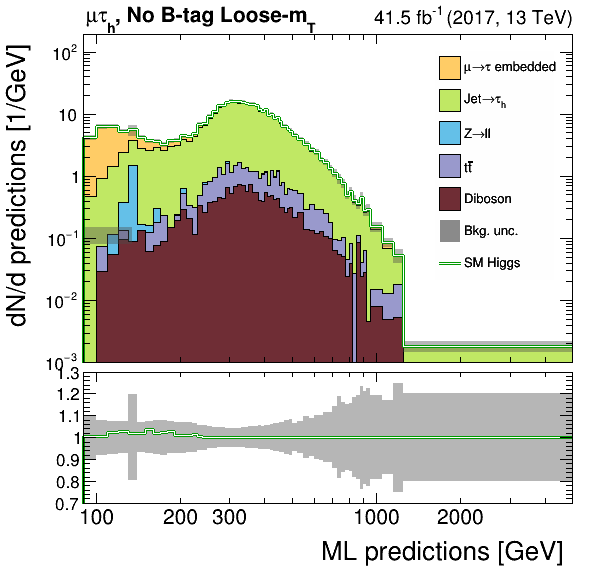 μτh, No B-tag Loose-mT
41.5 fb⁻¹ (2017, 13 TeV)
dN/d predictions [1/GeV]
10²
10
1
10⁻¹
10⁻²
10⁻³
μ→τ embedded
Jet→τh
Z→ll
tt̄
Diboson
Bkg. unc.
SM Higgs
1.3
1.2
1.1
1
0.9
0.8
0.7
100 200 300 1000 2000
ML predictions [GeV]